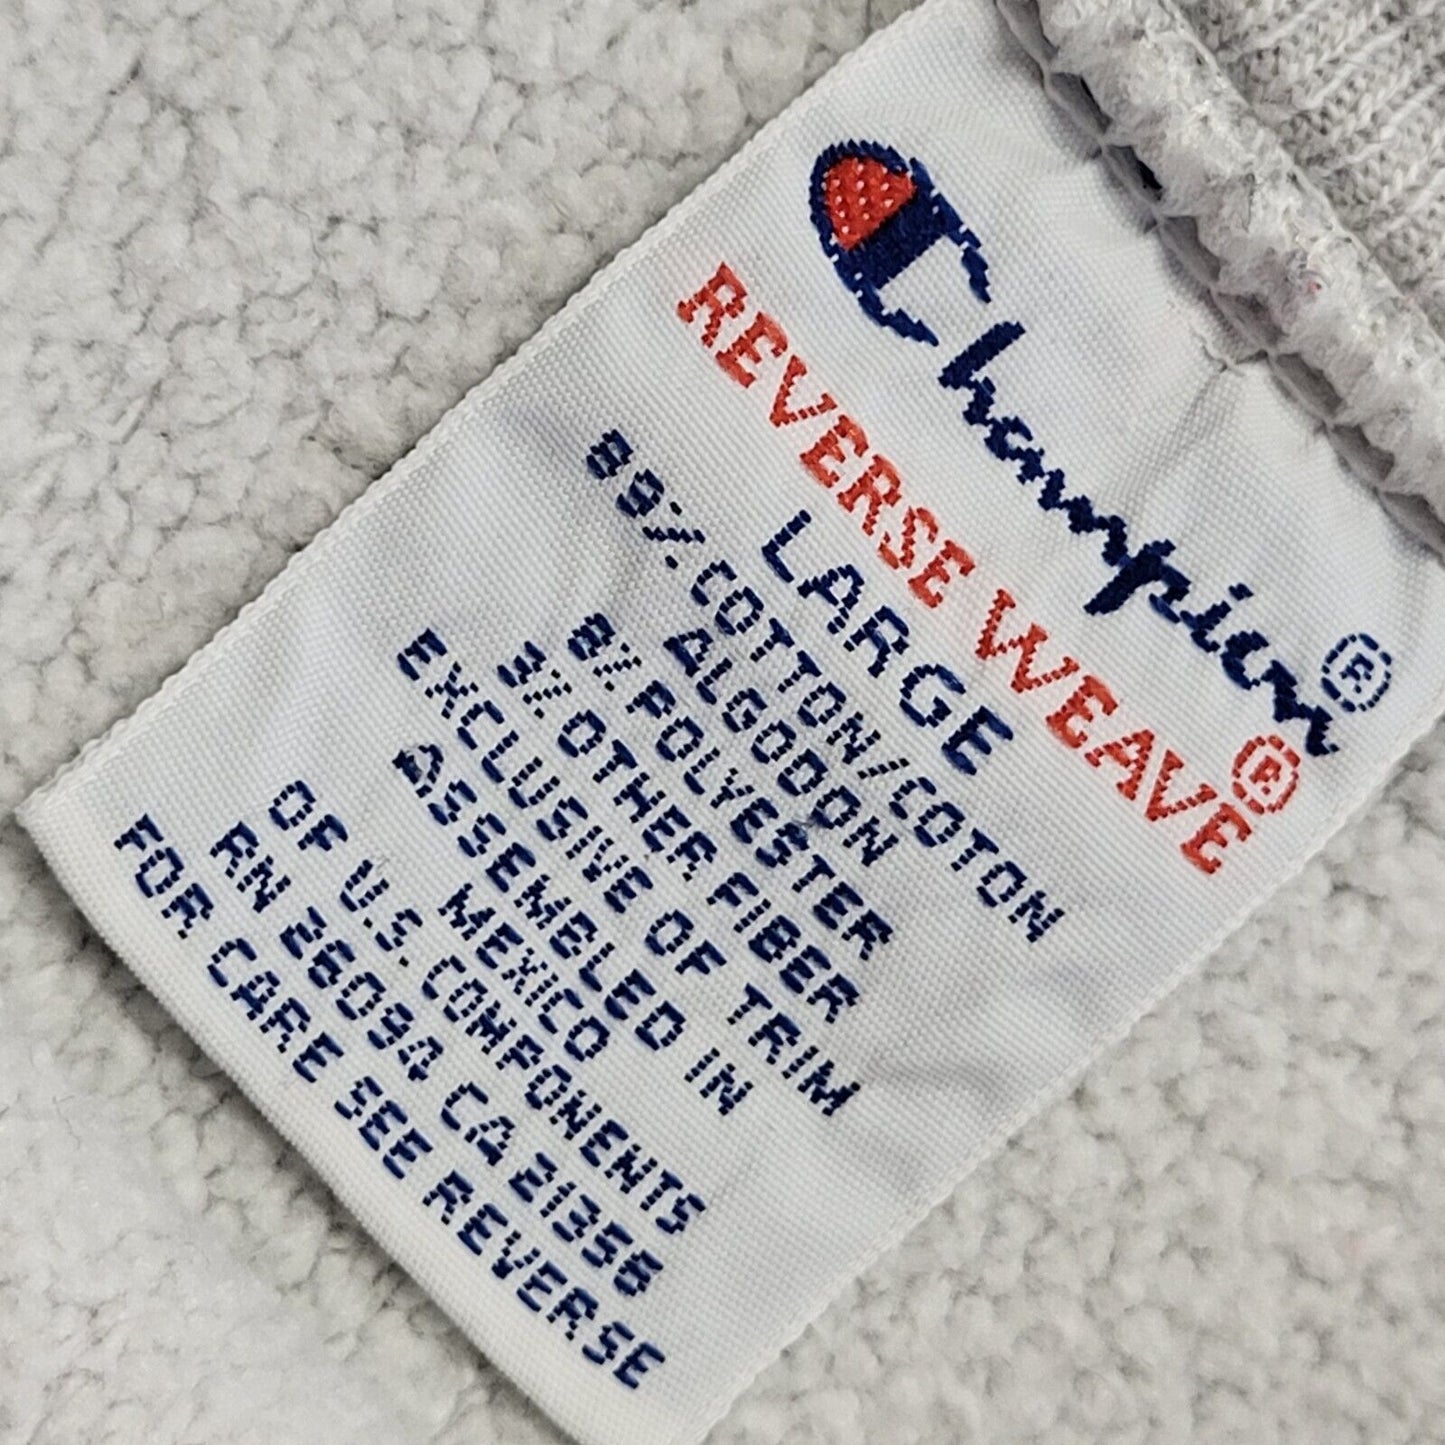 Champion®
REVERSE WEAVE®
LARGE
89% COTTON/COTON
ALGODON
8% POLYESTER
3% OTHER FIBER
EXCLUSIVE OF TRIM
ASSEMBLED IN
MEXICO
OF U.S. COMPONENTS
RN 26094 CA 21356
FOR CARE SEE REVERSE